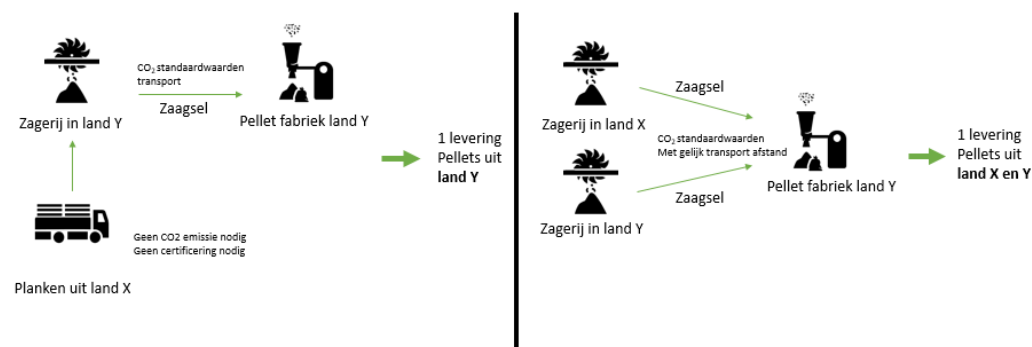 CO₂ standaardwaarden
transport
Zaagsel
Zagerij in land Y
Pellet fabriek land Y
1 levering
Pellets uit
land Y
Geen CO2 emissie nodig
Geen certificering nodig
Planken uit land X
Zaagsel
Zagerij in land X
CO₂ standaardwaarden
Met gelijk transport afstand
1 levering
Pellets uit
land X en Y
Pellet fabriek land Y
Zaagsel
Zagerij in land Y